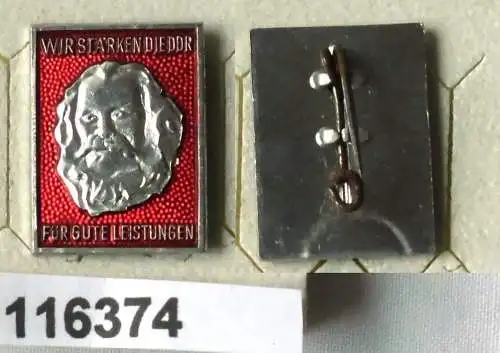 WIR STÄRKEN DIE DDR
FÜR GUTE LEISTUNGEN
116374